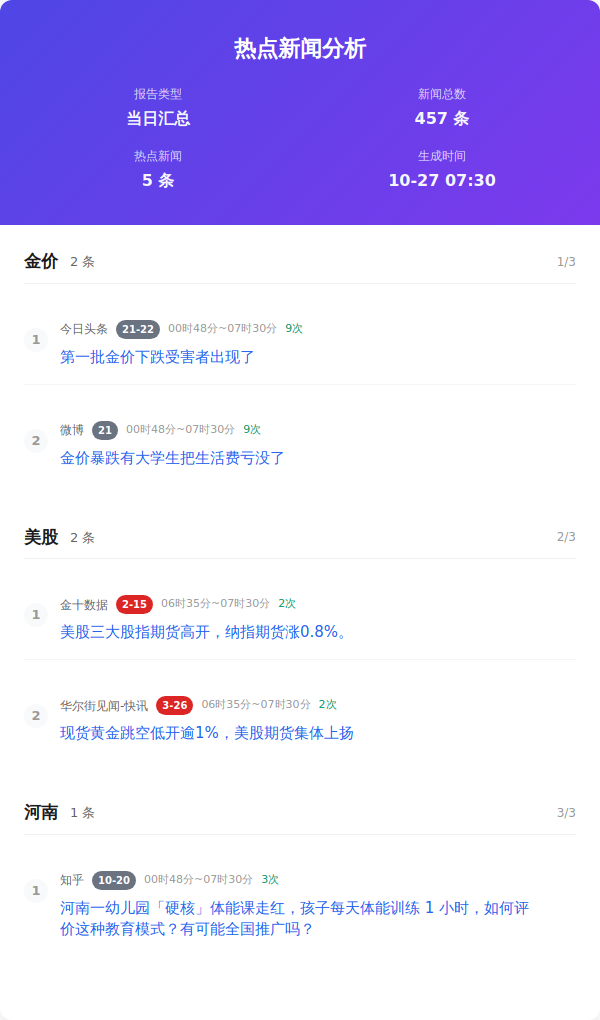 热点新闻分析
报告类型
新闻总数
当日汇总
457 条
热点新闻
生成时间
5 条
10-27 07:30
金价 2 条 1/3
1 今日头条 21-22 00时48分~07时30分 9次
第一批金价下跌受害者出现了
2 微博 21 00时48分~07时30分 9次
金价暴跌有大学生把生活费亏没了
美股 2 条 2/3
1 金十数据 2-15 06时35分~07时30分 2次
美股三大股指期货高开，纳指期货涨0.8%。
2 华尔街见闻-快讯 3-26 06时35分~07时30分 2次
现货黄金跳空低开逾1%，美股期货集体上扬
河南 1 条 3/3
1 知乎 10-20 00时48分~07时30分 3次
河南一幼儿园「硬核」体能课走红，孩子每天体能训练 1 小时，如何评
价这种教育模式？有可能全国推广吗？